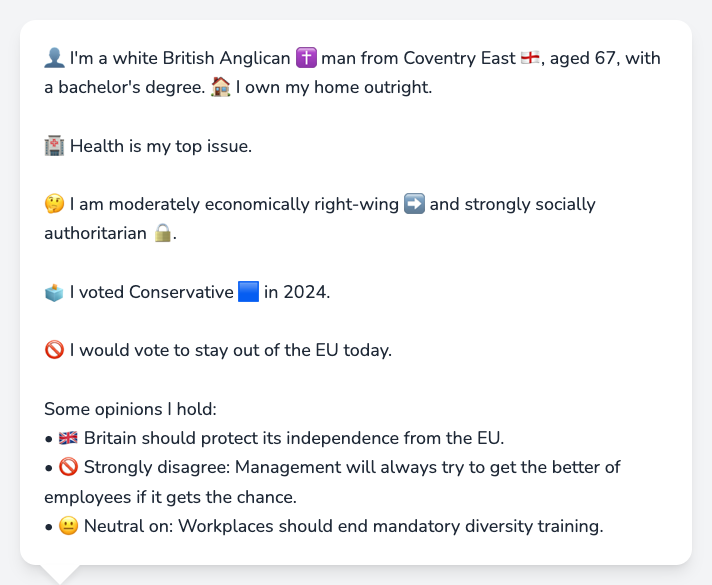 👤 I'm a white British Anglican ✝️ man from Coventry East 🏴󠁧󠁢󠁥󠁮󠁧󠁿, aged 67, with
a bachelor's degree. 🏠 I own my home outright.
🏥 Health is my top issue.
🤔 I am moderately economically right-wing ➡️ and strongly socially
authoritarian 🔒.
🗳️ I voted Conservative 🟦 in 2024.
🚫 I would vote to stay out of the EU today.
Some opinions I hold:
• 🇬🇧 Britain should protect its independence from the EU.
• 🚫 Strongly disagree: Management will always try to get the better of
employees if it gets the chance.
• 😐 Neutral on: Workplaces should end mandatory diversity training.